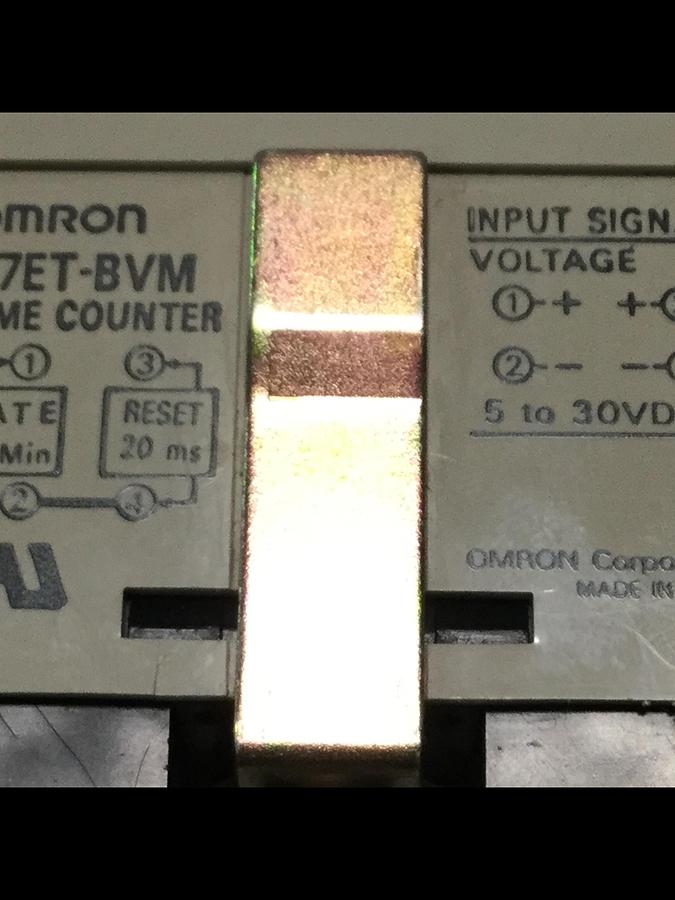 OMRON
7ET-BVM
ME COUNTER
1 3
ATE RESET
Min 20 ms
2 4
INPUT SIGNA
VOLTAGE
1 + +
2 - -
5 to 30VD
OMRON Corpo
MADE IN